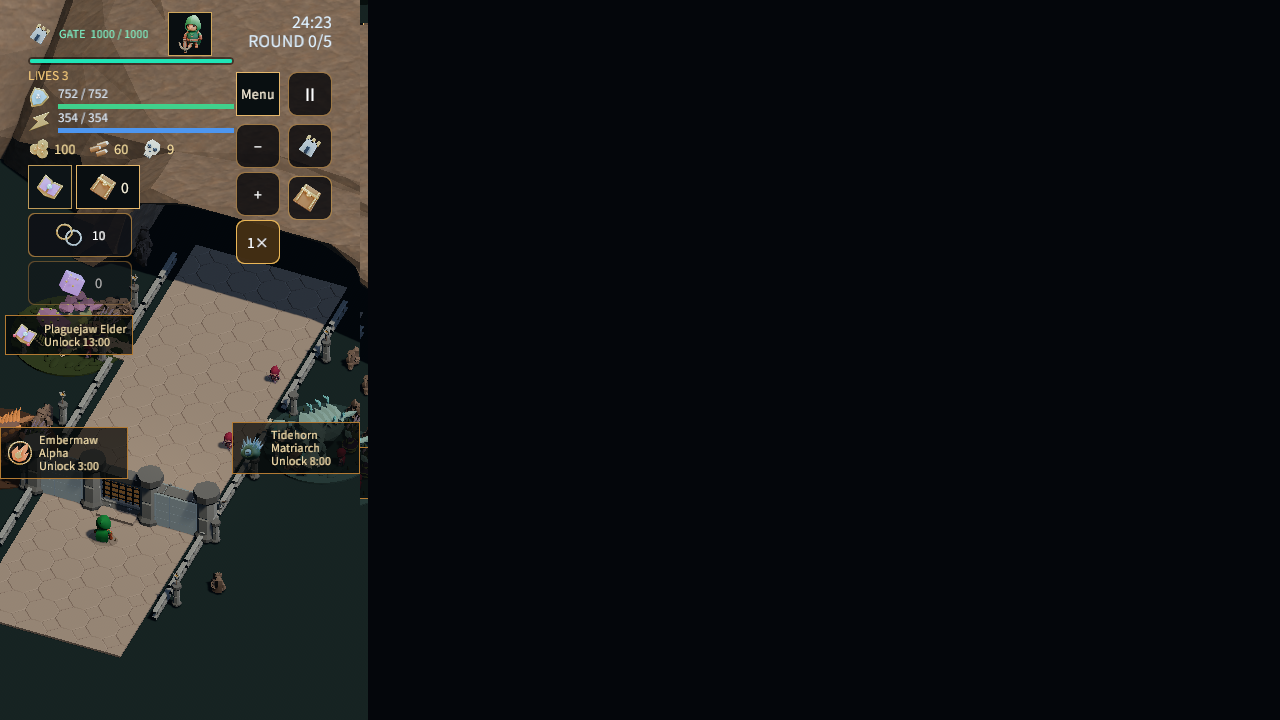 GATE 1000 / 1000
24:23
ROUND 0/5
LIVES 3
752 / 752
Menu
354 / 354
100 60 9
−
0
+
10
1×
0
Plaguejaw Elder
Unlock 13:00
Embermaw
Alpha
Unlock 3:00
Tidehorn
Matriarch
Unlock 8:00